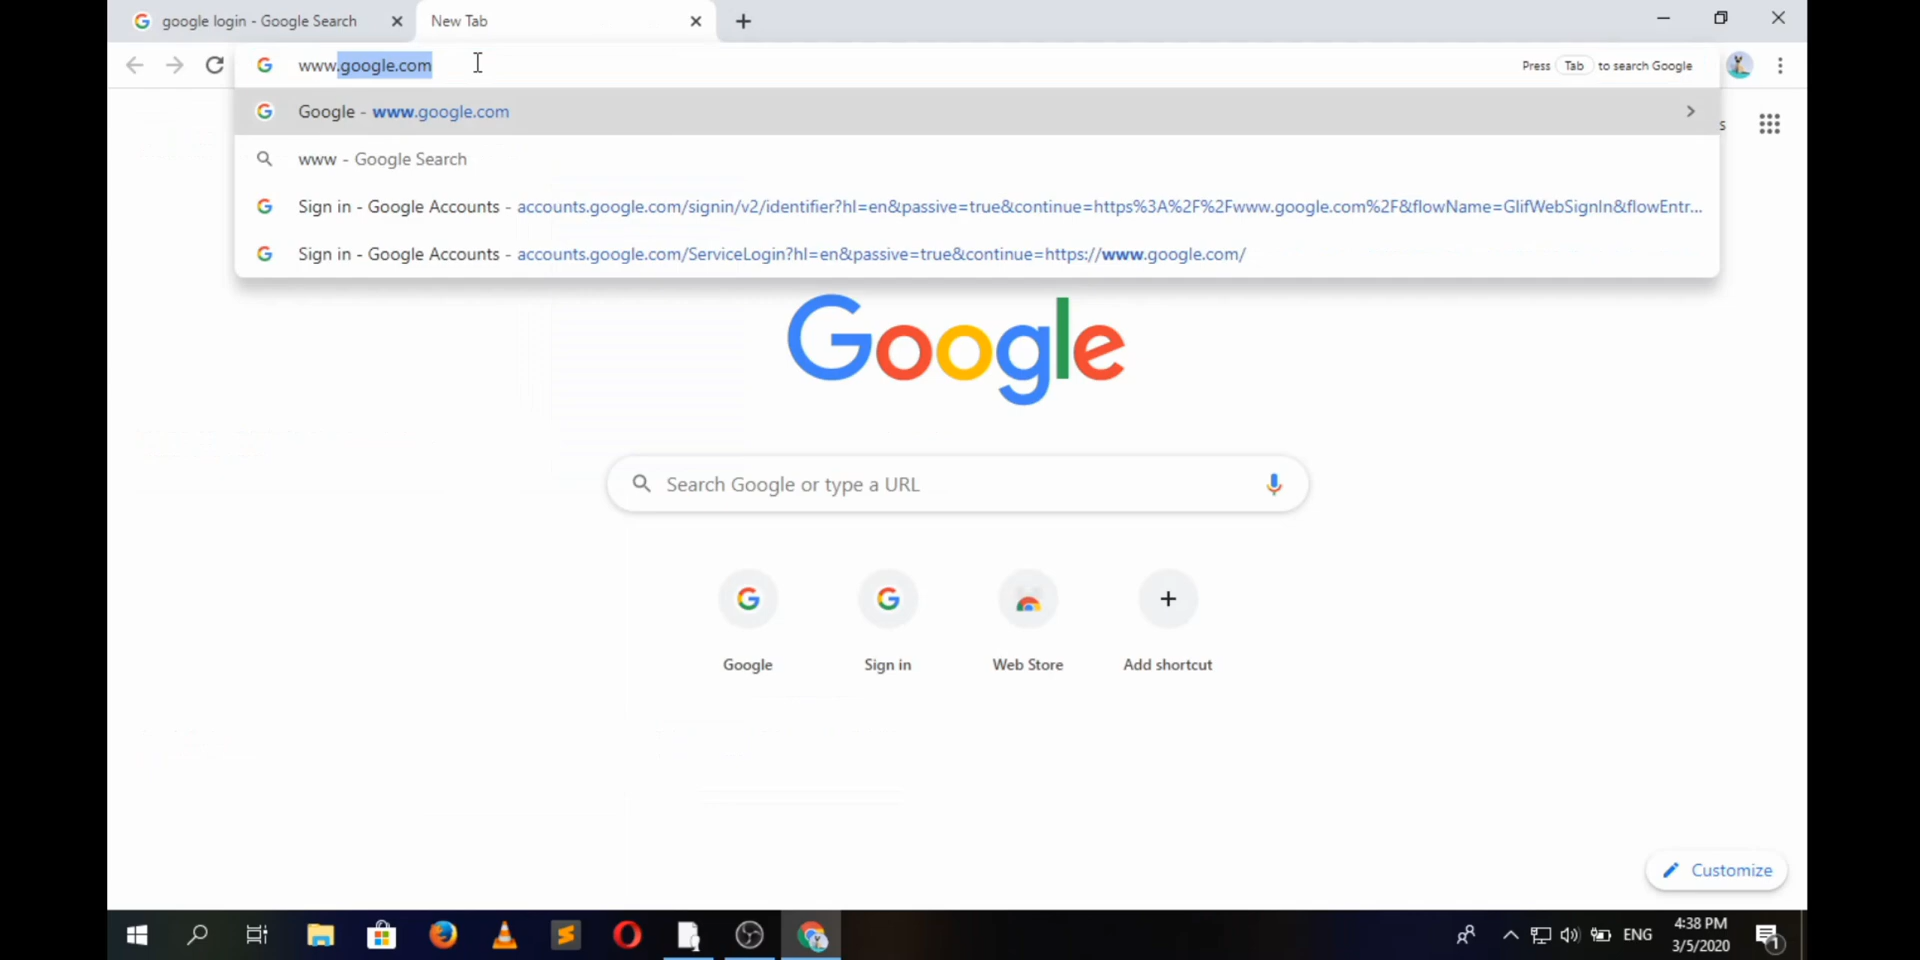 google login - Google Search
New Tab
www.google.com
Press Tab to search Google
Google - www.google.com
s
www - Google Search
Sign in - Google Accounts - accounts.google.com/signin/v2/identifier?hl=en&passive=true&continue=https%3A%2F%2Fwww.google.com%2F&flowName=GlifWebSignIn&flowEntr...
Sign in - Google Accounts - accounts.google.com/ServiceLogin?hl=en&passive=true&continue=https://www.google.com/
Google
Search Google or type a URL
Google
Sign in
Web Store
Add shortcut
Customize
ENG
4:38 PM
3/5/2020
1